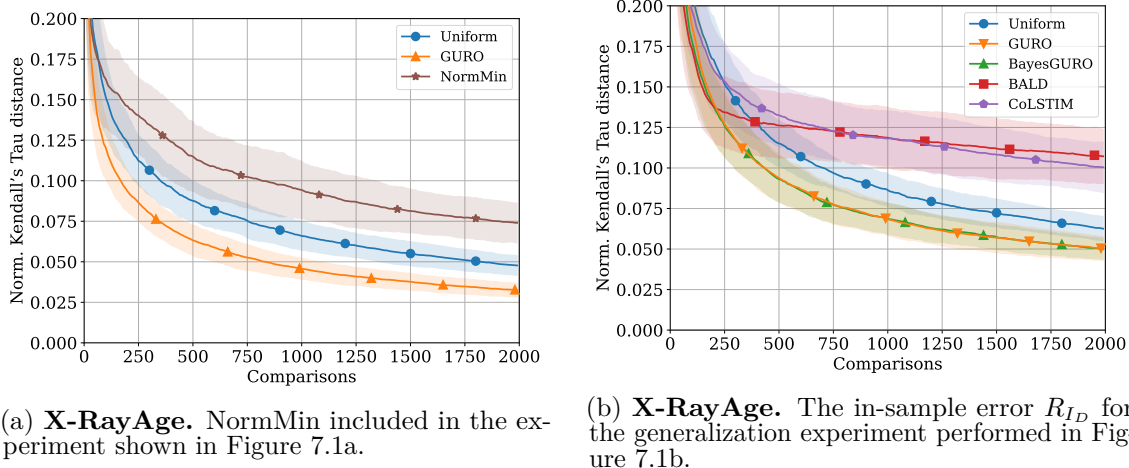 0.200
0.175
0.150
0.125
0.100
0.075
0.050
0.025
0.000
Norm. Kendall's Tau distance
0 250 500 750 1000 1250 1500 1750 2000
Comparisons
Uniform
GURO
NormMin
(a) X-RayAge. NormMin included in the ex-
periment shown in Figure 7.1a.
0.200
0.175
0.150
0.125
0.100
0.075
0.050
0.025
0.000
Norm. Kendall's Tau distance
0 250 500 750 1000 1250 1500 1750 2000
Comparisons
Uniform
GURO
BayesGURO
BALD
CoLSTIM
(b) X-RayAge. The in-sample error R_{I_D} for
the generalization experiment performed in Fig-
ure 7.1b.